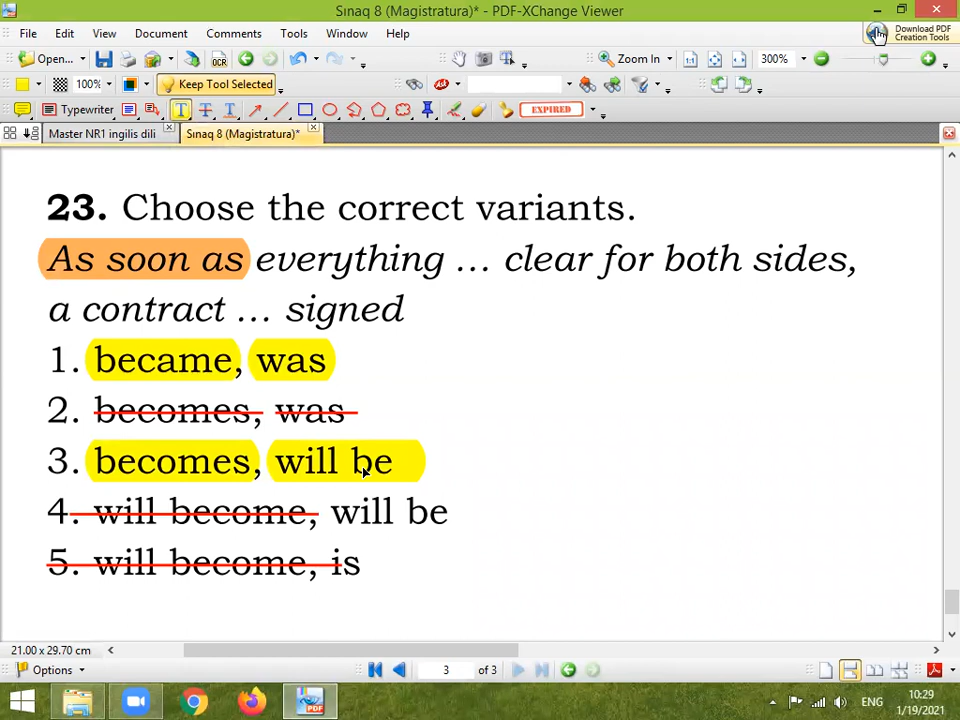 Sınaq 8 (Magistratura)* - PDF-XChange Viewer
File Edit View Document Comments Tools Window Help
Download PDF
Creation Tools
Open... OCR Zoom In 1:1 300%
100% Keep Tool Selected
Typewriter T T T EXPIRED
Master NR1 ingilis dili Sınaq 8 (Magistratura)*
23. Choose the correct variants.
As soon as everything … clear for both sides,
a contract … signed
1. became, was
2. becomes, was
3. becomes, will be
4. will become, will be
5. will become, is
21.00 x 29.70 cm
Options 3 of 3
PDF
ENG
10:29
1/19/2021